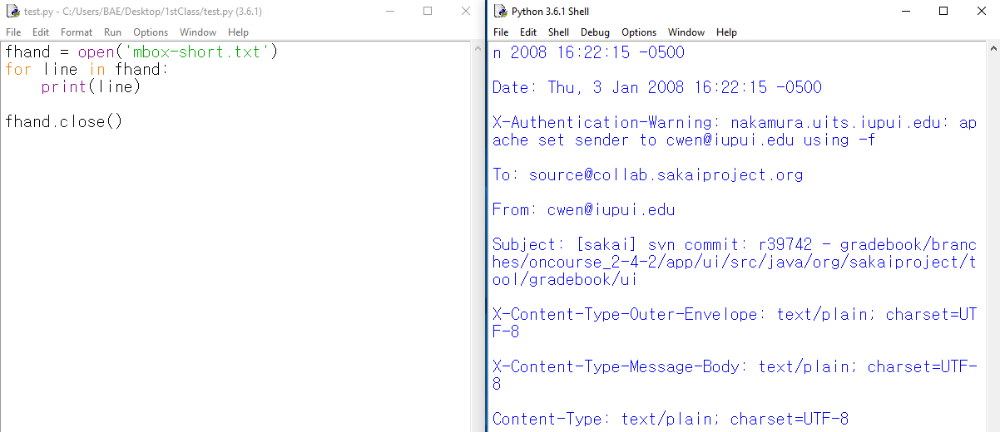 test.py - C:/Users/BAE/Desktop/1stClass/test.py (3.6.1)
File Edit Format Run Options Window Help
fhand = open('mbox-short.txt')
for line in fhand:
    print(line)

fhand.close()
Python 3.6.1 Shell
File Edit Shell Debug Options Window Help
n 2008 16:22:15 -0500

Date: Thu, 3 Jan 2008 16:22:15 -0500

X-Authentication-Warning: nakamura.uits.iupui.edu: ap
ache set sender to cwen@iupui.edu using -f

To: source@collab.sakaiproject.org

From: cwen@iupui.edu

Subject: [sakai] svn commit: r39742 - gradebook/branc
hes/oncourse_2-4-2/app/ui/src/java/org/sakaiproject/t
ool/gradebook/ui

X-Content-Type-Outer-Envelope: text/plain; charset=UT
F-8

X-Content-Type-Message-Body: text/plain; charset=UTF-
8

Content-Type: text/plain; charset=UTF-8